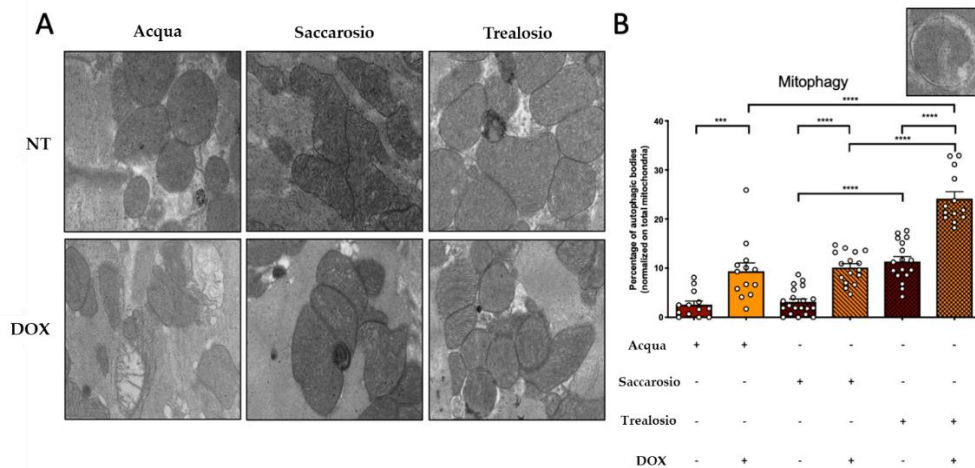 A
B
Acqua Saccarosio Trealosio
NT
DOX
Mitophagy
Percentage of autophagic bodies
(normalized on total mitochondria)
40
30
20
10
0
*** **** ****
**** **** ****
Acqua + + - - - -
Saccarosio - - + + - -
Trealosio - - - - + +
DOX - + - + - +